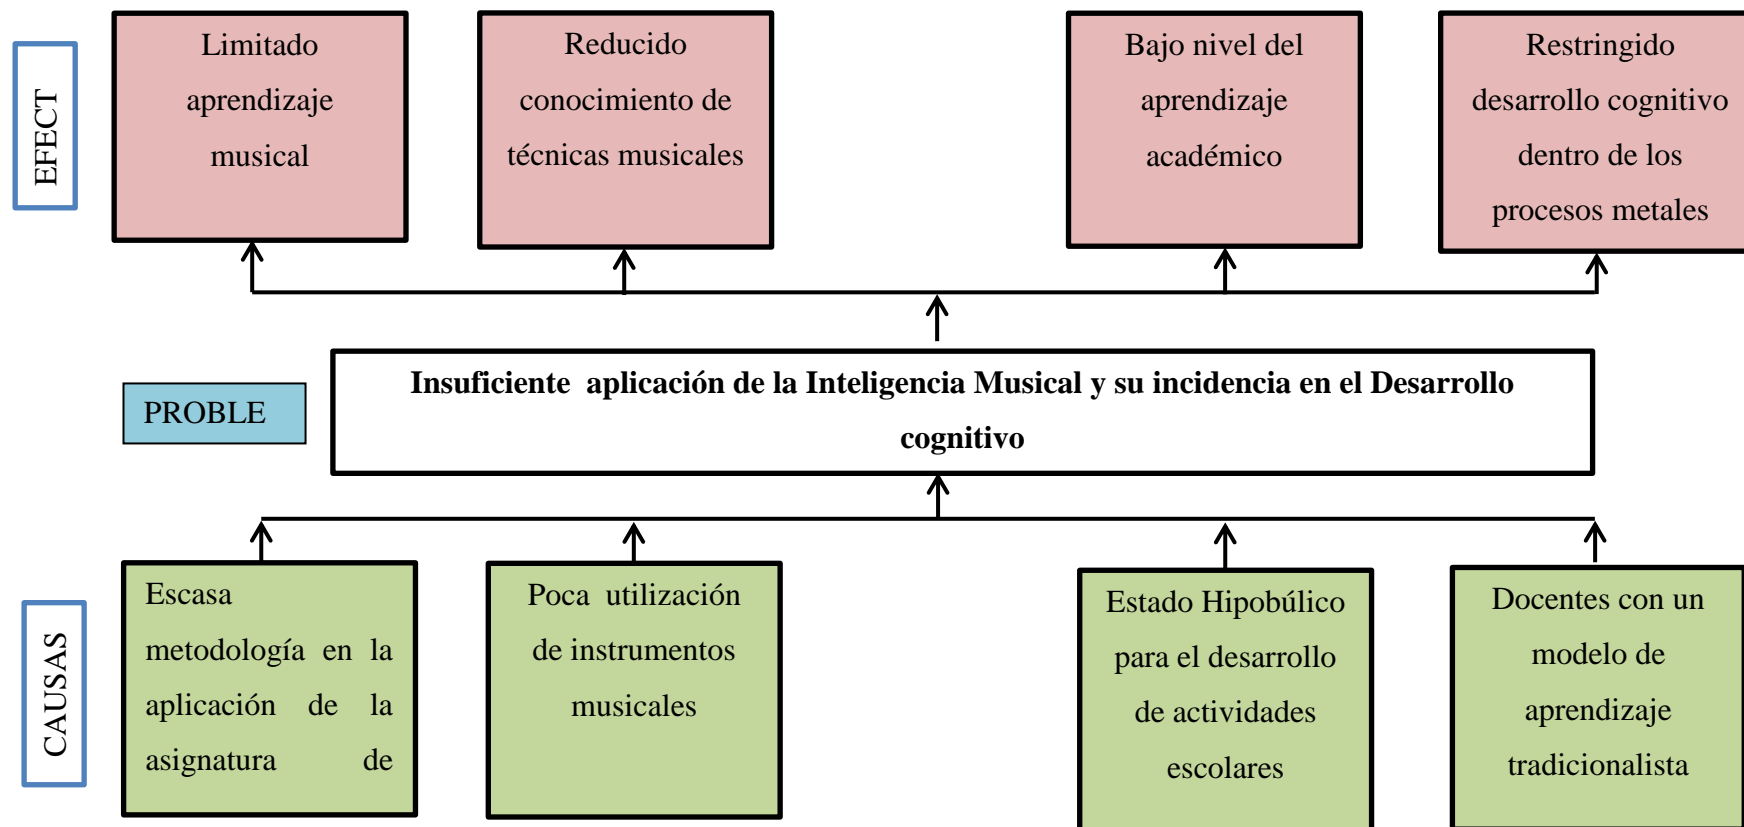 EFECT
Limitado
aprendizaje
musical
Reducido
conocimiento de
técnicas musicales
Bajo nivel del
aprendizaje
académico
Restringido
desarrollo cognitivo
dentro de los
procesos metales
PROBLE
Insuficiente aplicación de la Inteligencia Musical y su incidencia en el Desarrollo
cognitivo
CAUSAS
Escasa
metodología en la
aplicación de la
asignatura de
Poca utilización
de instrumentos
musicales
Estado Hipobúlico
para el desarrollo
de actividades
escolares
Docentes con un
modelo de
aprendizaje
tradicionalista